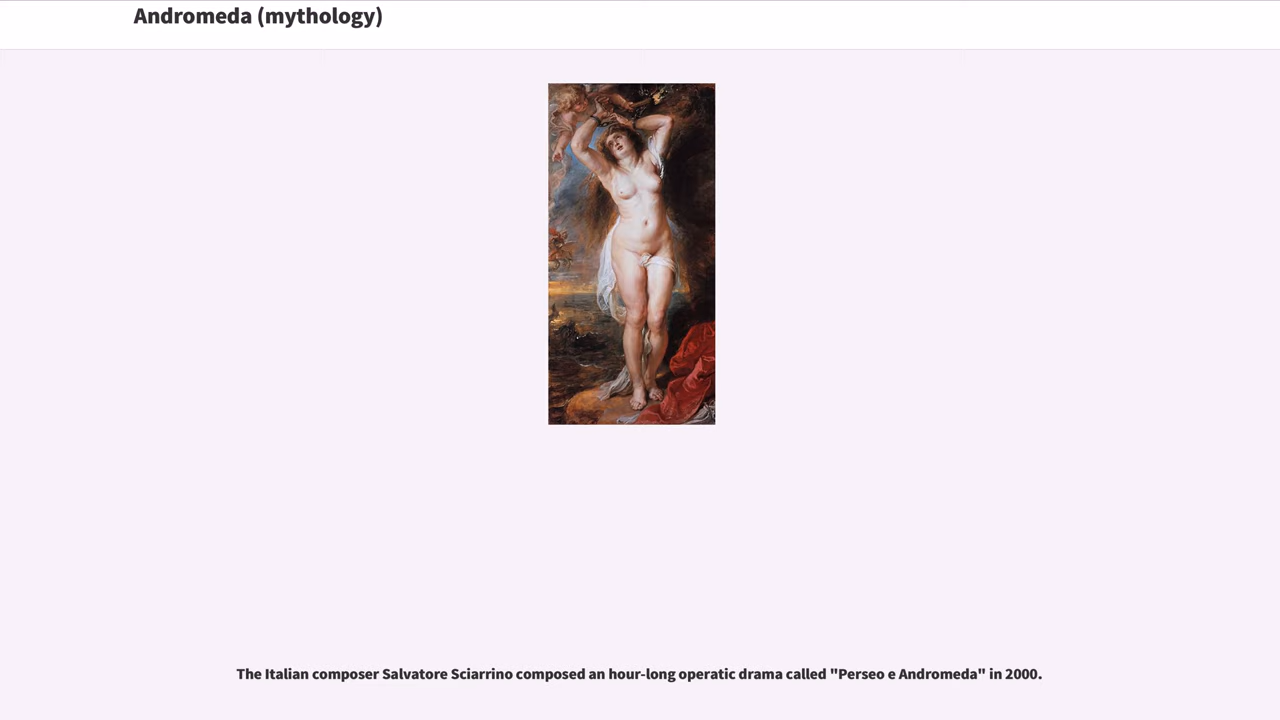 Andromeda (mythology)
The Italian composer Salvatore Sciarrino composed an hour-long operatic drama called "Perseo e Andromeda" in 2000.